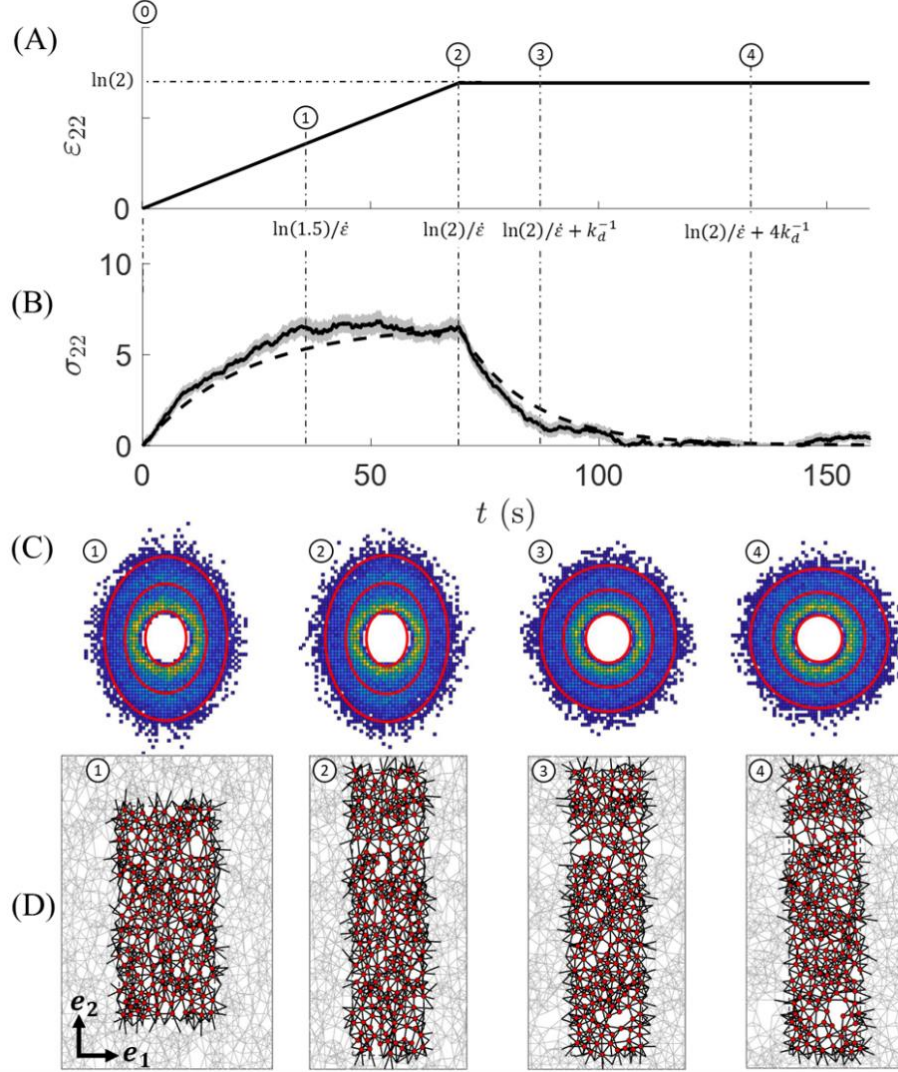 (A)
⓪
①
②
③
④
ln(2)
ε₂₂
0
ln(1.5)/ε̇
ln(2)/ε̇
ln(2)/ε̇ + k_d⁻¹
ln(2)/ε̇ + 4k_d⁻¹
(B)
10
5
0
σ₂₂
0
50
100
150
t (s)
(C)
①
②
③
④
(D)
①
②
③
④
e₂
e₁